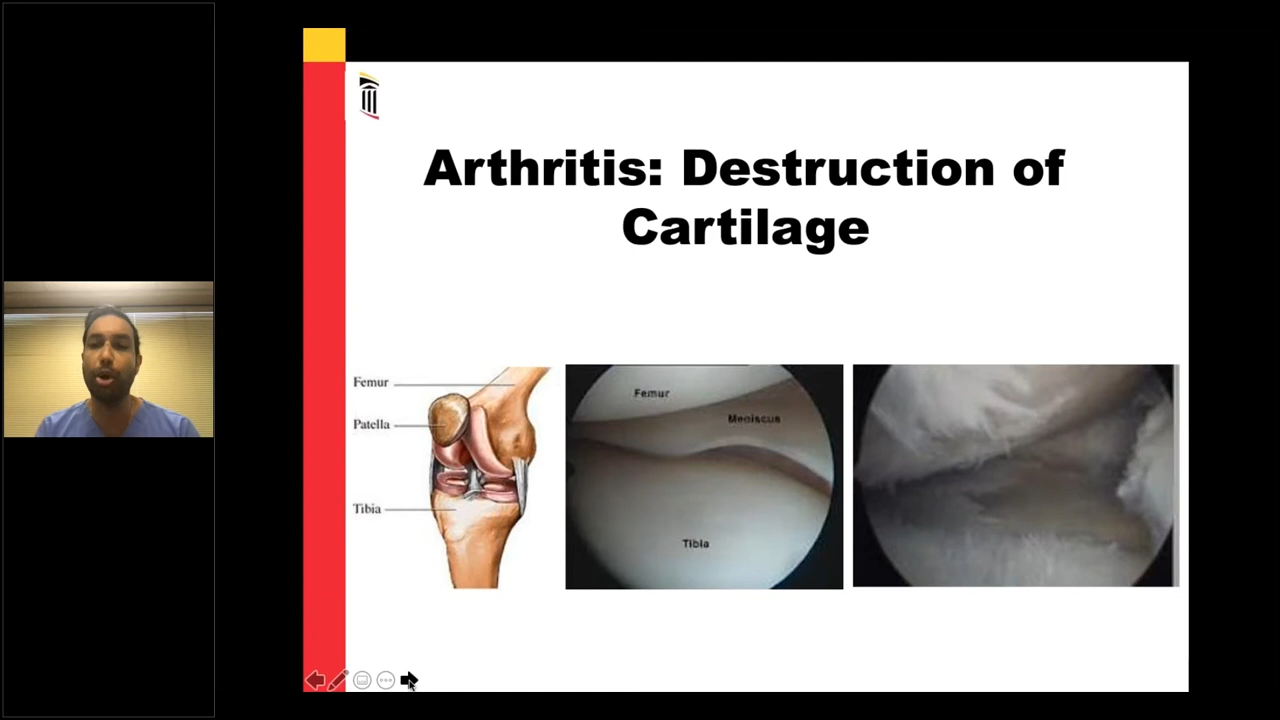 Arthritis: Destruction of
Cartilage
Femur
Patella
Tibia
Femur
Meniscus
Tibia